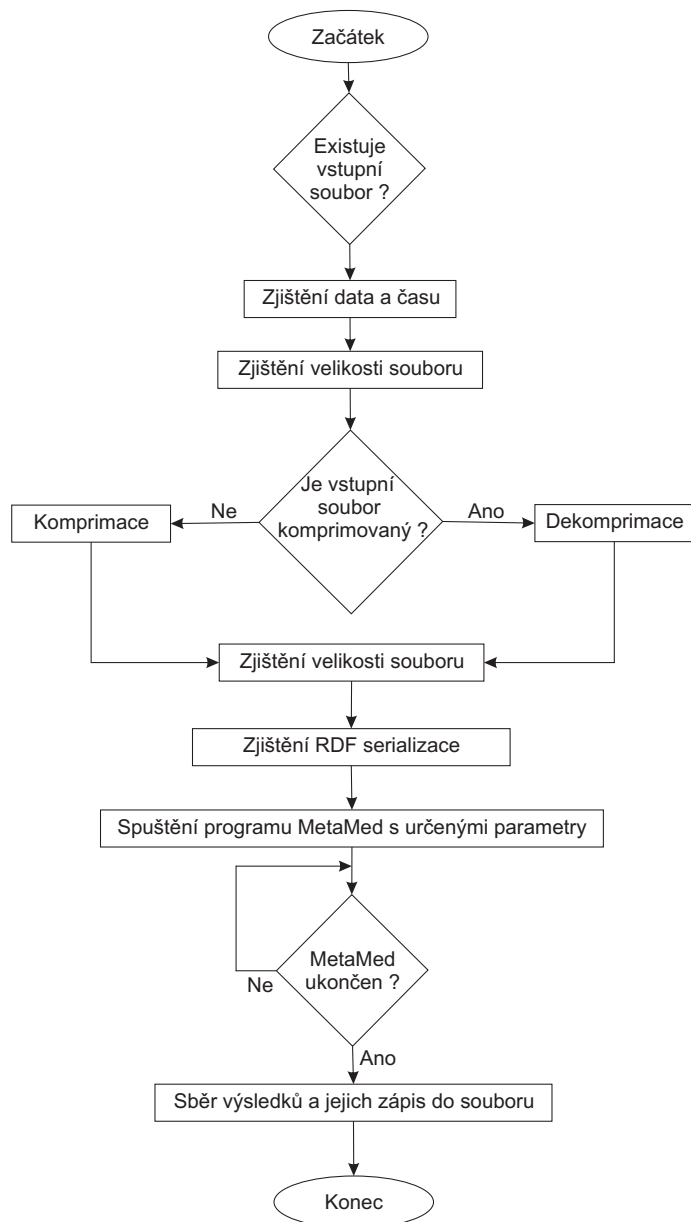 Začátek
Existuje
vstupní
soubor ?
Zjištění data a času
Zjištění velikosti souboru
Je vstupní
soubor
komprimovaný ?
Ne
Ano
Komprimace
Dekomprimace
Zjištění velikosti souboru
Zjištění RDF serializace
Spuštění programu MetaMed s určenými parametry
MetaMed
ukončen ?
Ne
Ano
Sběr výsledků a jejich zápis do souboru
Konec